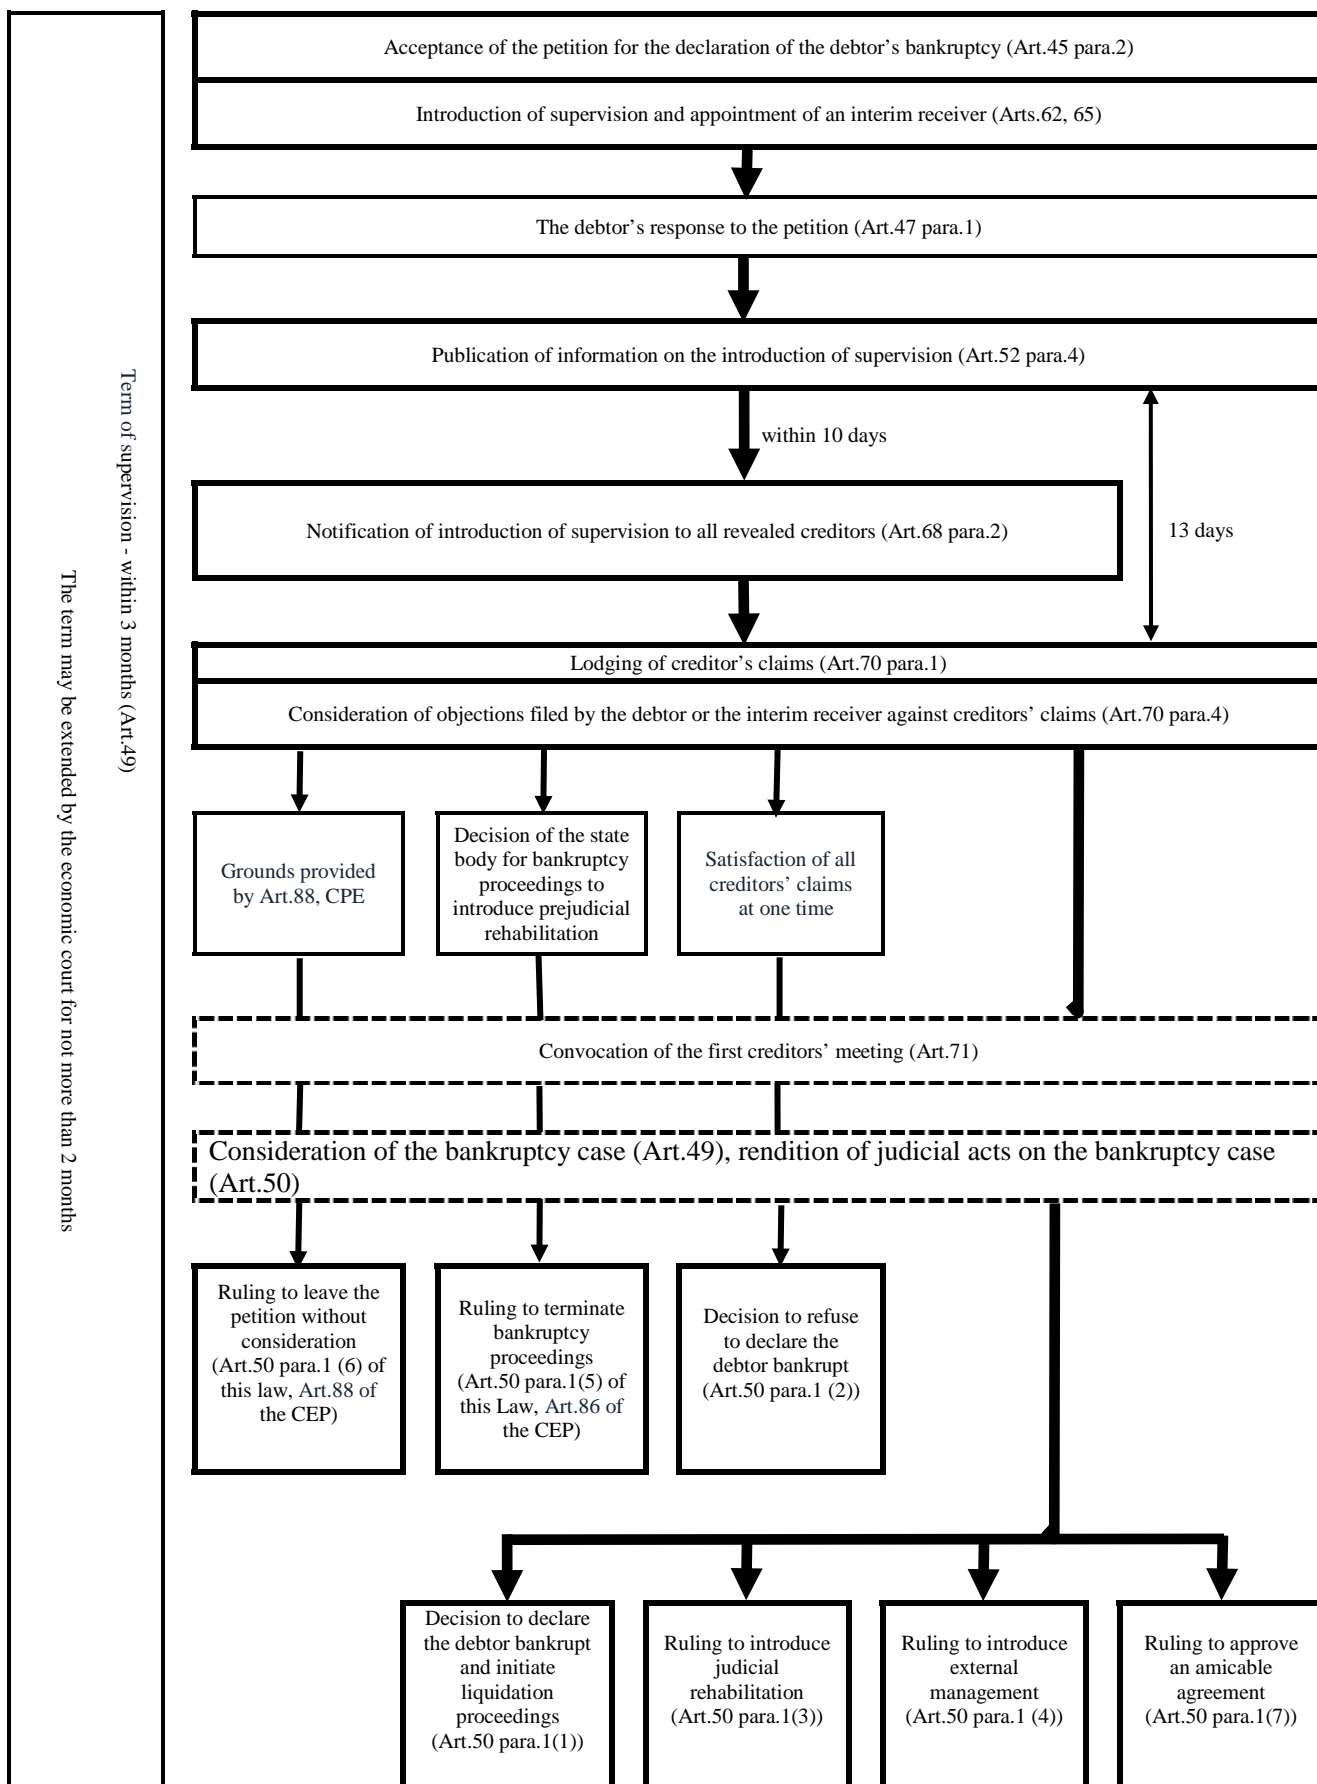 Acceptance of the petition for the declaration of the debtor’s bankruptcy (Art.45 para.2)
Introduction of supervision and appointment of an interim receiver (Arts.62, 65)
The debtor’s response to the petition (Art.47 para.1)
Publication of information on the introduction of supervision (Art.52 para.4)
within 10 days
Notification of introduction of supervision to all revealed creditors (Art.68 para.2)
13 days
Term of supervision - within 3 months (Art.49)
The term may be extended by the economic court for not more than 2 months
Lodging of creditor’s claims (Art.70 para.1)
Consideration of objections filed by the debtor or the interim receiver against creditors’ claims (Art.70 para.4)
Grounds provided
by Art.88, CPE
Decision of the state
body for bankruptcy
proceedings to
introduce prejudicial
rehabilitation
Satisfaction of all
creditors’ claims
at one time
Convocation of the first creditors’ meeting (Art.71)
Consideration of the bankruptcy case (Art.49), rendition of judicial acts on the bankruptcy case
(Art.50)
Ruling to leave the
petition without
consideration
(Art.50 para.1 (6) of
this law, Art.88 of
the CEP)
Ruling to terminate
bankruptcy
proceedings
(Art.50 para.1(5) of
this Law, Art.86 of
the CEP)
Decision to refuse
to declare the
debtor bankrupt
(Art.50 para.1 (2))
Decision to declare
the debtor bankrupt
and initiate
liquidation
proceedings
(Art.50 para.1(1))
Ruling to introduce
judicial
rehabilitation
(Art.50 para.1(3))
Ruling to introduce
external
management
(Art.50 para.1 (4))
Ruling to approve
an amicable
agreement
(Art.50 para.1(7))